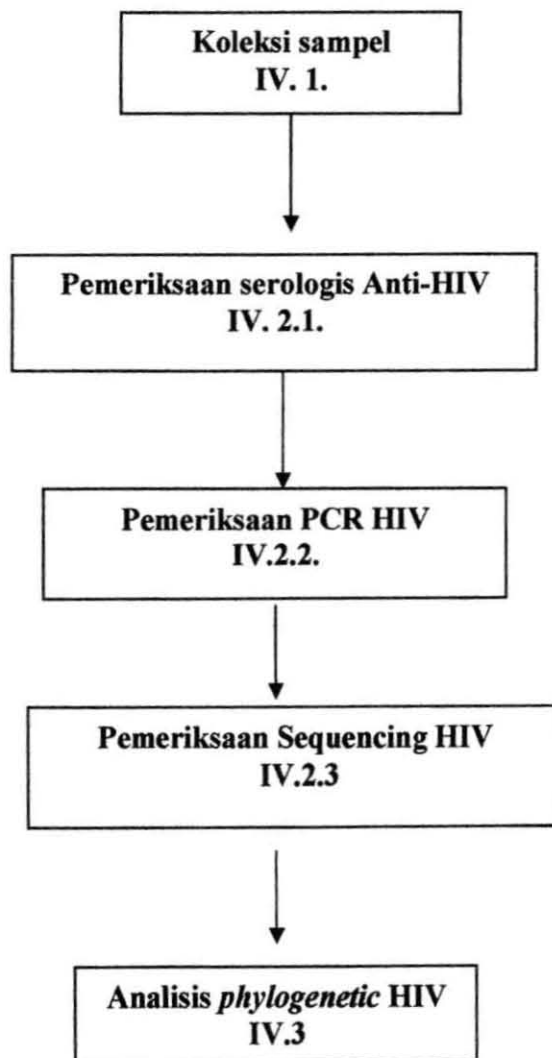 Koleksi sampel
IV. 1.
Pemeriksaan serologis Anti-HIV
IV. 2.1.
Pemeriksaan PCR HIV
IV.2.2.
Pemeriksaan Sequencing HIV
IV.2.3
Analisis phylogenetic HIV
IV.3